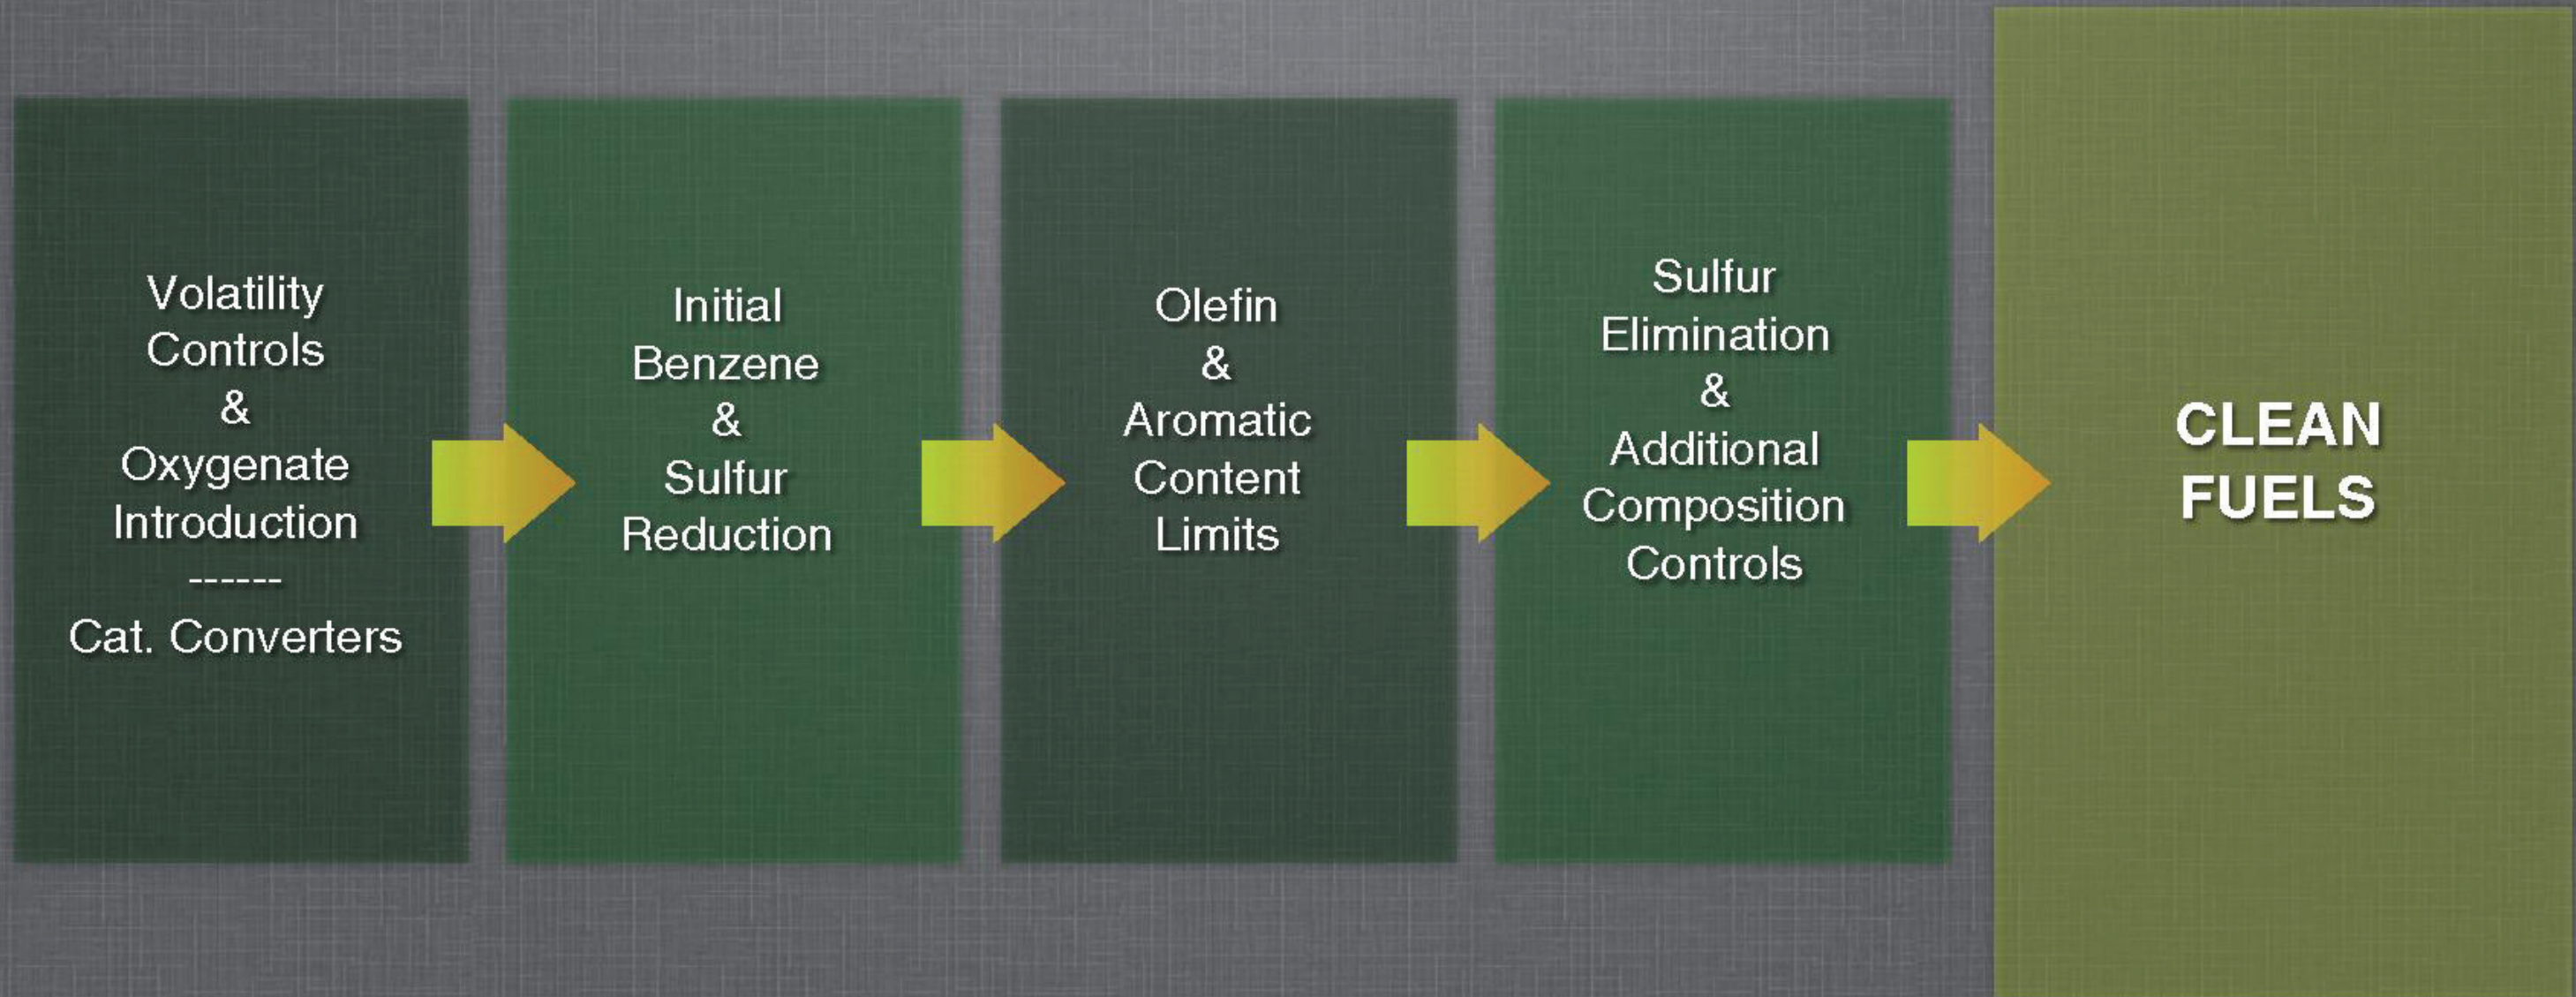 Volatility
Controls
&
Oxygenate
Introduction
------
Cat. Converters
Initial
Benzene
&
Sulfur
Reduction
Olefin
&
Aromatic
Content
Limits
Sulfur
Elimination
&
Additional
Composition
Controls
CLEAN
FUELS